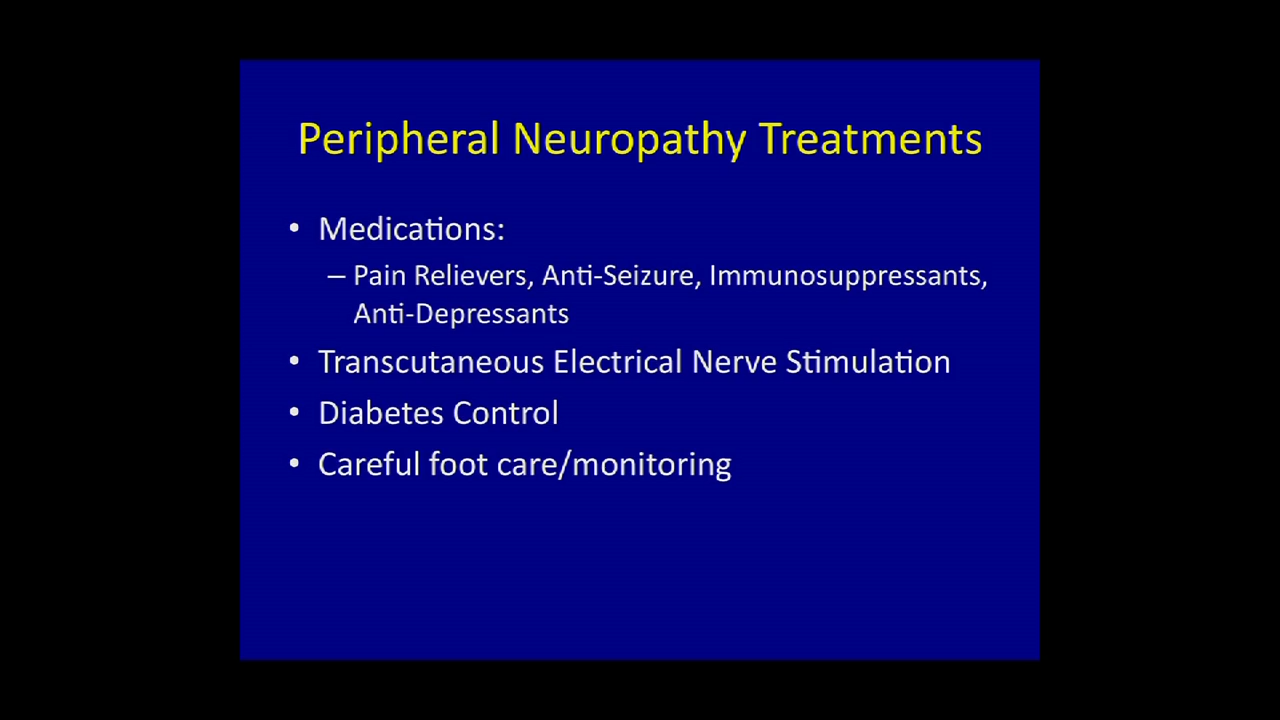 Peripheral Neuropathy Treatments
• Medications:
– Pain Relievers, Anti-Seizure, Immunosuppressants,
Anti-Depressants
• Transcutaneous Electrical Nerve Stimulation
• Diabetes Control
• Careful foot care/monitoring